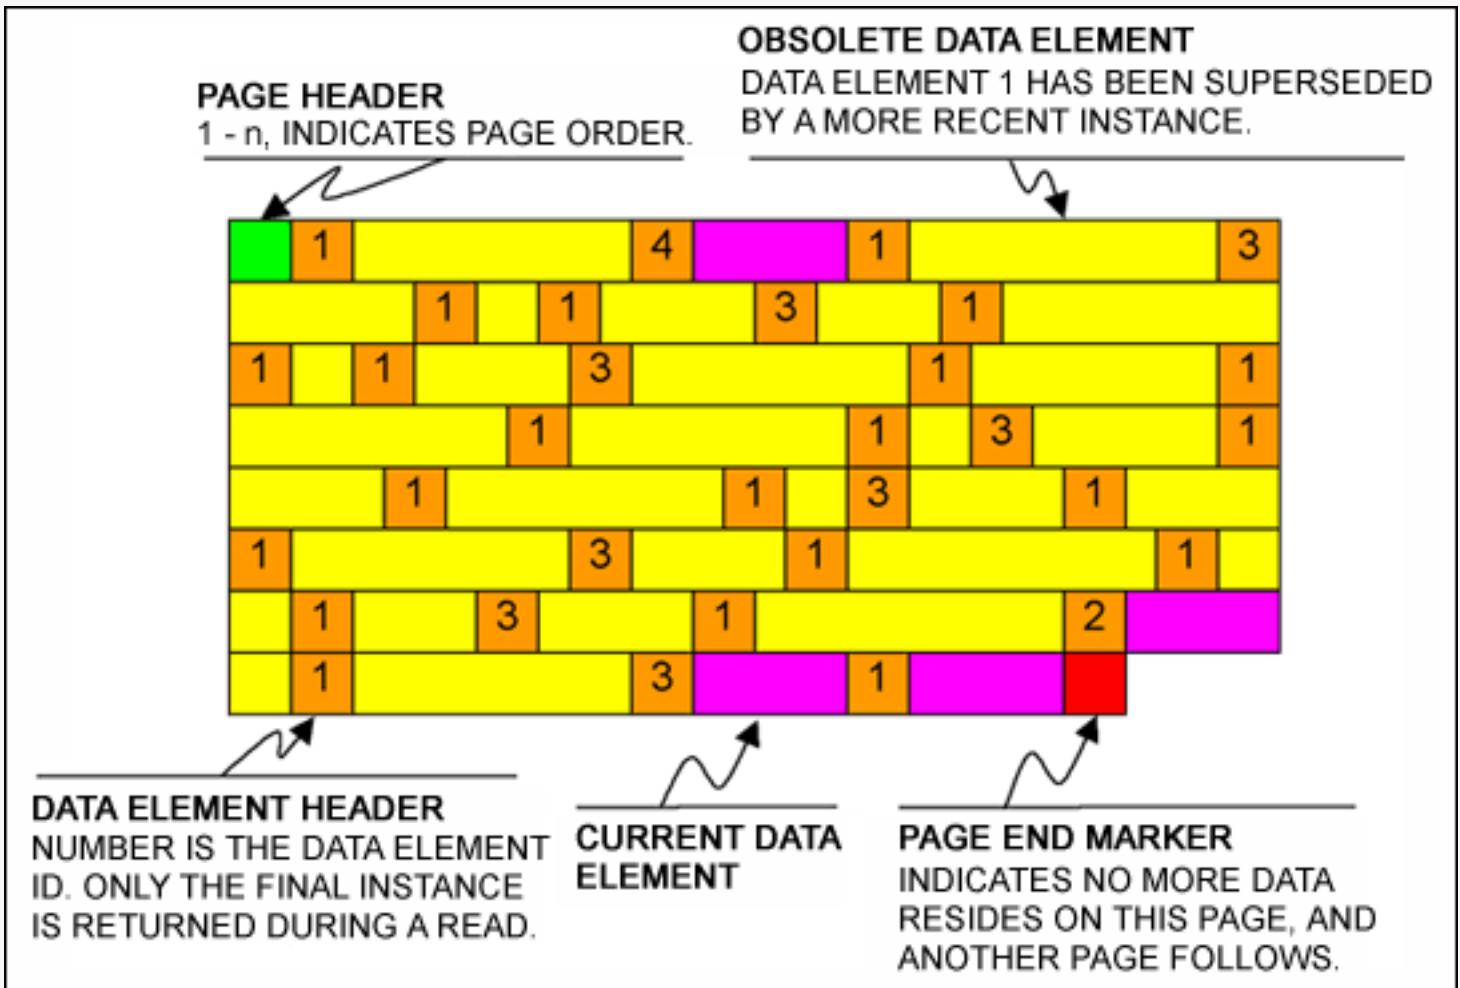 OBSOLETE DATA ELEMENT
DATA ELEMENT 1 HAS BEEN SUPERSEDED
BY A MORE RECENT INSTANCE.
PAGE HEADER
1 - n, INDICATES PAGE ORDER.
1 4 1 3
1 1 3 1
1 1 3 1 1
1 1 3 1
1 1 3 1
1 3 1 1
1 3 1 2
1 3 1
DATA ELEMENT HEADER
NUMBER IS THE DATA ELEMENT
ID. ONLY THE FINAL INSTANCE
IS RETURNED DURING A READ.
CURRENT DATA
ELEMENT
PAGE END MARKER
INDICATES NO MORE DATA
RESIDES ON THIS PAGE, AND
ANOTHER PAGE FOLLOWS.